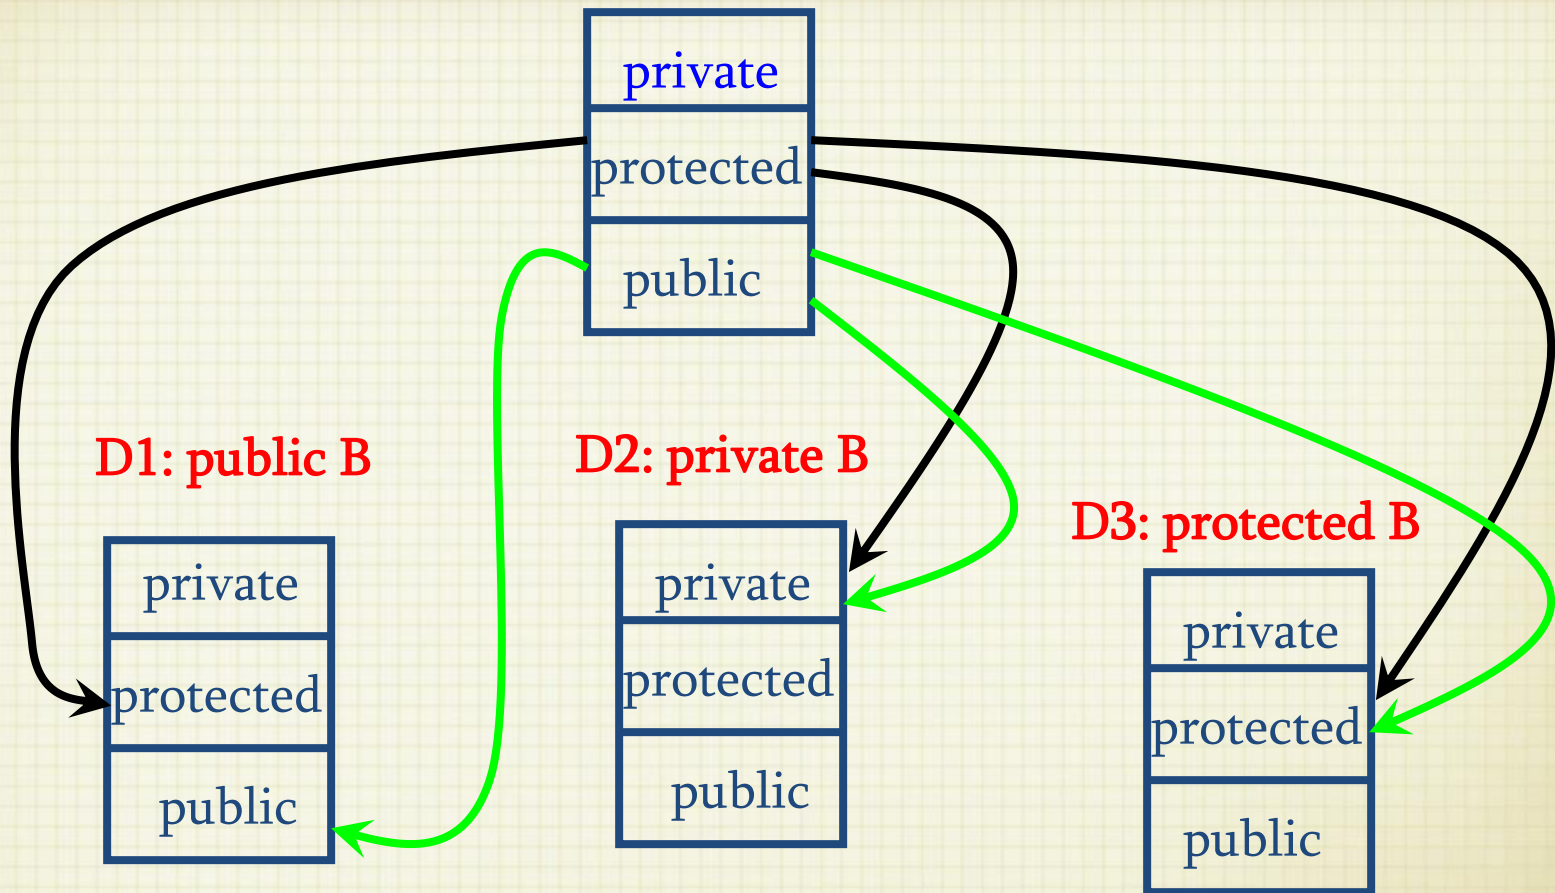 private
protected
public
D1: public B
D2: private B
D3: protected B
private
protected
public
private
protected
public
private
protected
public